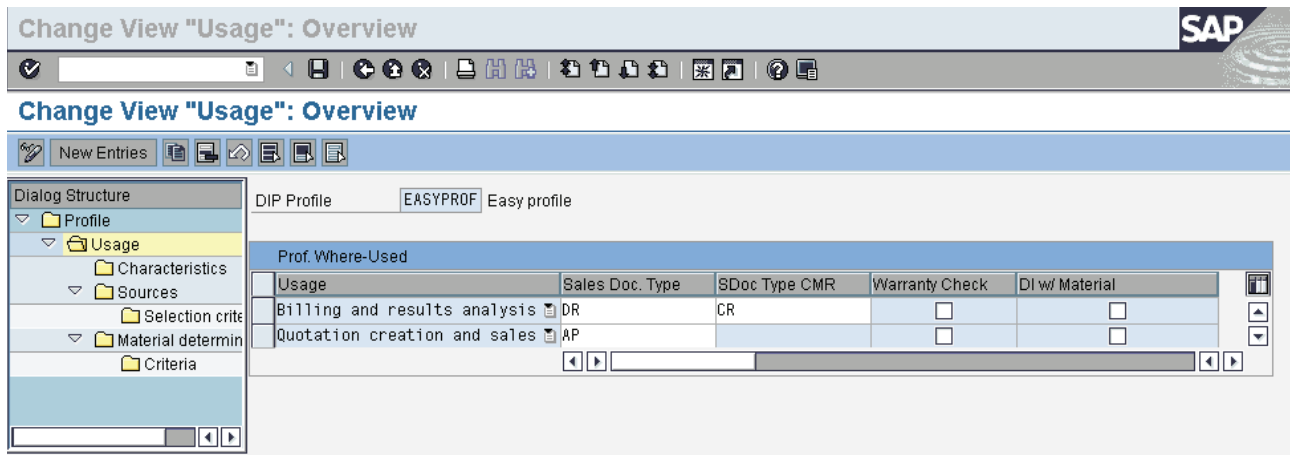 Change View "Usage": Overview
SAP
Change View "Usage": Overview
New Entries
Dialog Structure
Profile
Usage
Characteristics
Sources
Selection crite
Material determin
Criteria
DIP Profile EASYPROF Easy profile
Prof. Where-Used
Usage Sales Doc. Type SDoc Type CMR Warranty Check DI w/ Material
Billing and results analysis DR CR
Quotation creation and sales AP